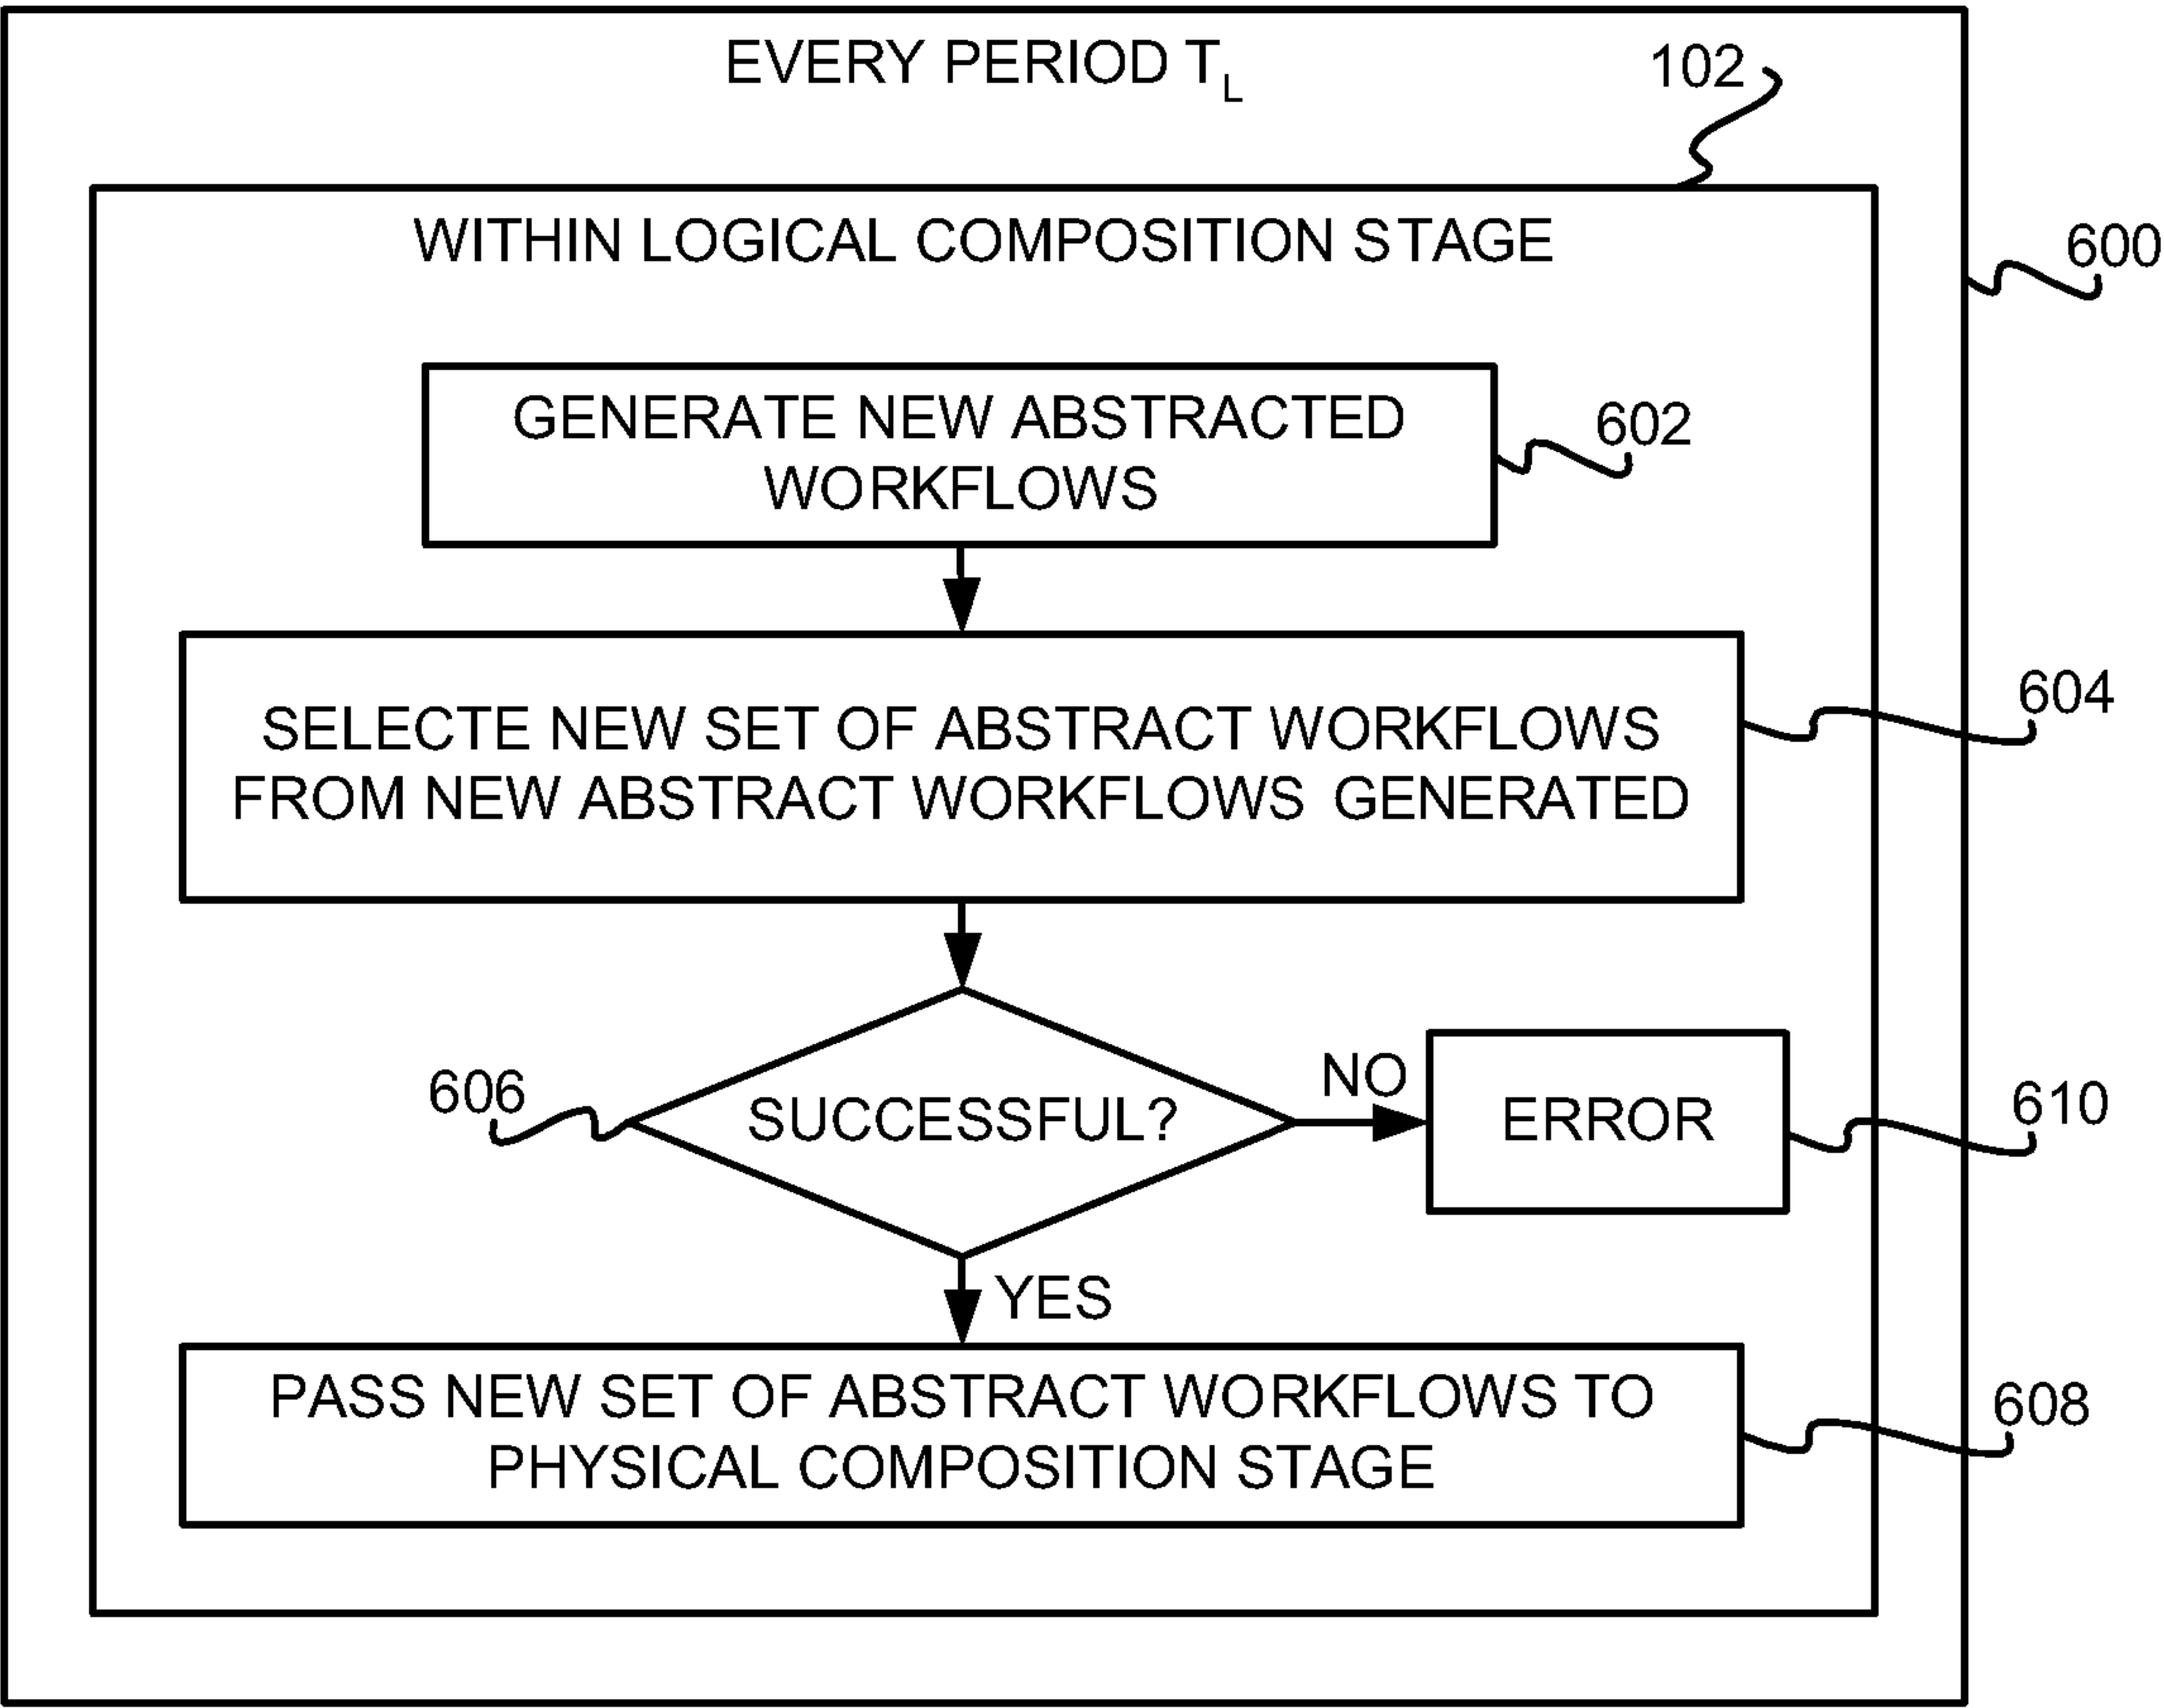 EVERY PERIOD TL
102
WITHIN LOGICAL COMPOSITION STAGE
600
GENERATE NEW ABSTRACTED
WORKFLOWS
602
SELECTE NEW SET OF ABSTRACT WORKFLOWS
FROM NEW ABSTRACT WORKFLOWS GENERATED
604
606
SUCCESSFUL?
NO
ERROR
610
YES
PASS NEW SET OF ABSTRACT WORKFLOWS TO
PHYSICAL COMPOSITION STAGE
608